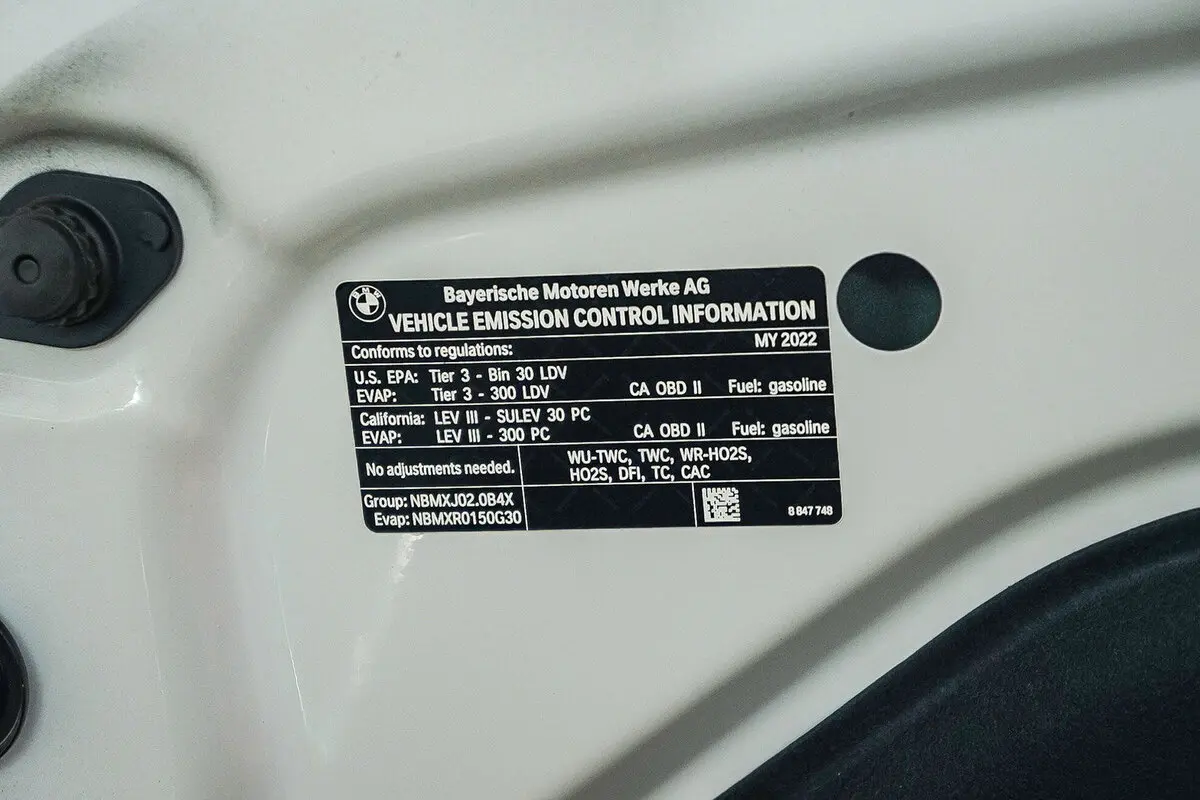 BMW
Bayerische Motoren Werke AG
VEHICLE EMISSION CONTROL INFORMATION
Conforms to regulations: MY 2022
U.S. EPA: Tier 3 - Bin 30 LDV
EVAP: Tier 3 - 300 LDV CA OBD II Fuel: gasoline
California: LEV III - SULEV 30 PC
EVAP: LEV III - 300 PC CA OBD II Fuel: gasoline
No adjustments needed.
WU-TWC, TWC, WR-HO2S,
HO2S, DFI, TC, CAC
Group: NBMXJ02.0B4X
Evap: NBMXR0150G30
8 847 748